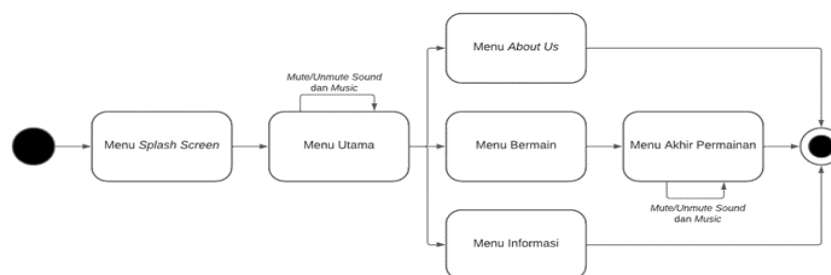 Menu About Us
Mute/Unmute Sound
dan Music
Menu Splash Screen
Menu Utama
Menu Bermain
Menu Akhir Permainan
Mute/Unmute Sound
dan Music
Menu Informasi